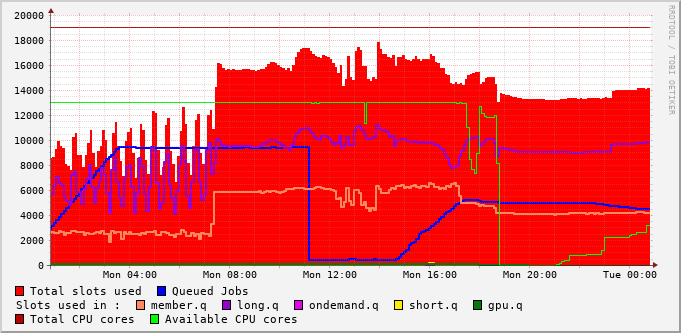 20000
18000
16000
14000
12000
10000
8000
6000
4000
2000
0
Mon 04:00 Mon 08:00 Mon 12:00 Mon 16:00 Mon 20:00 Tue 00:00
Total slots used Queued Jobs
Slots used in : member.q long.q ondemand.q short.q gpu.q
Total CPU cores Available CPU cores
RRDTOOL / TOBI OETIKER